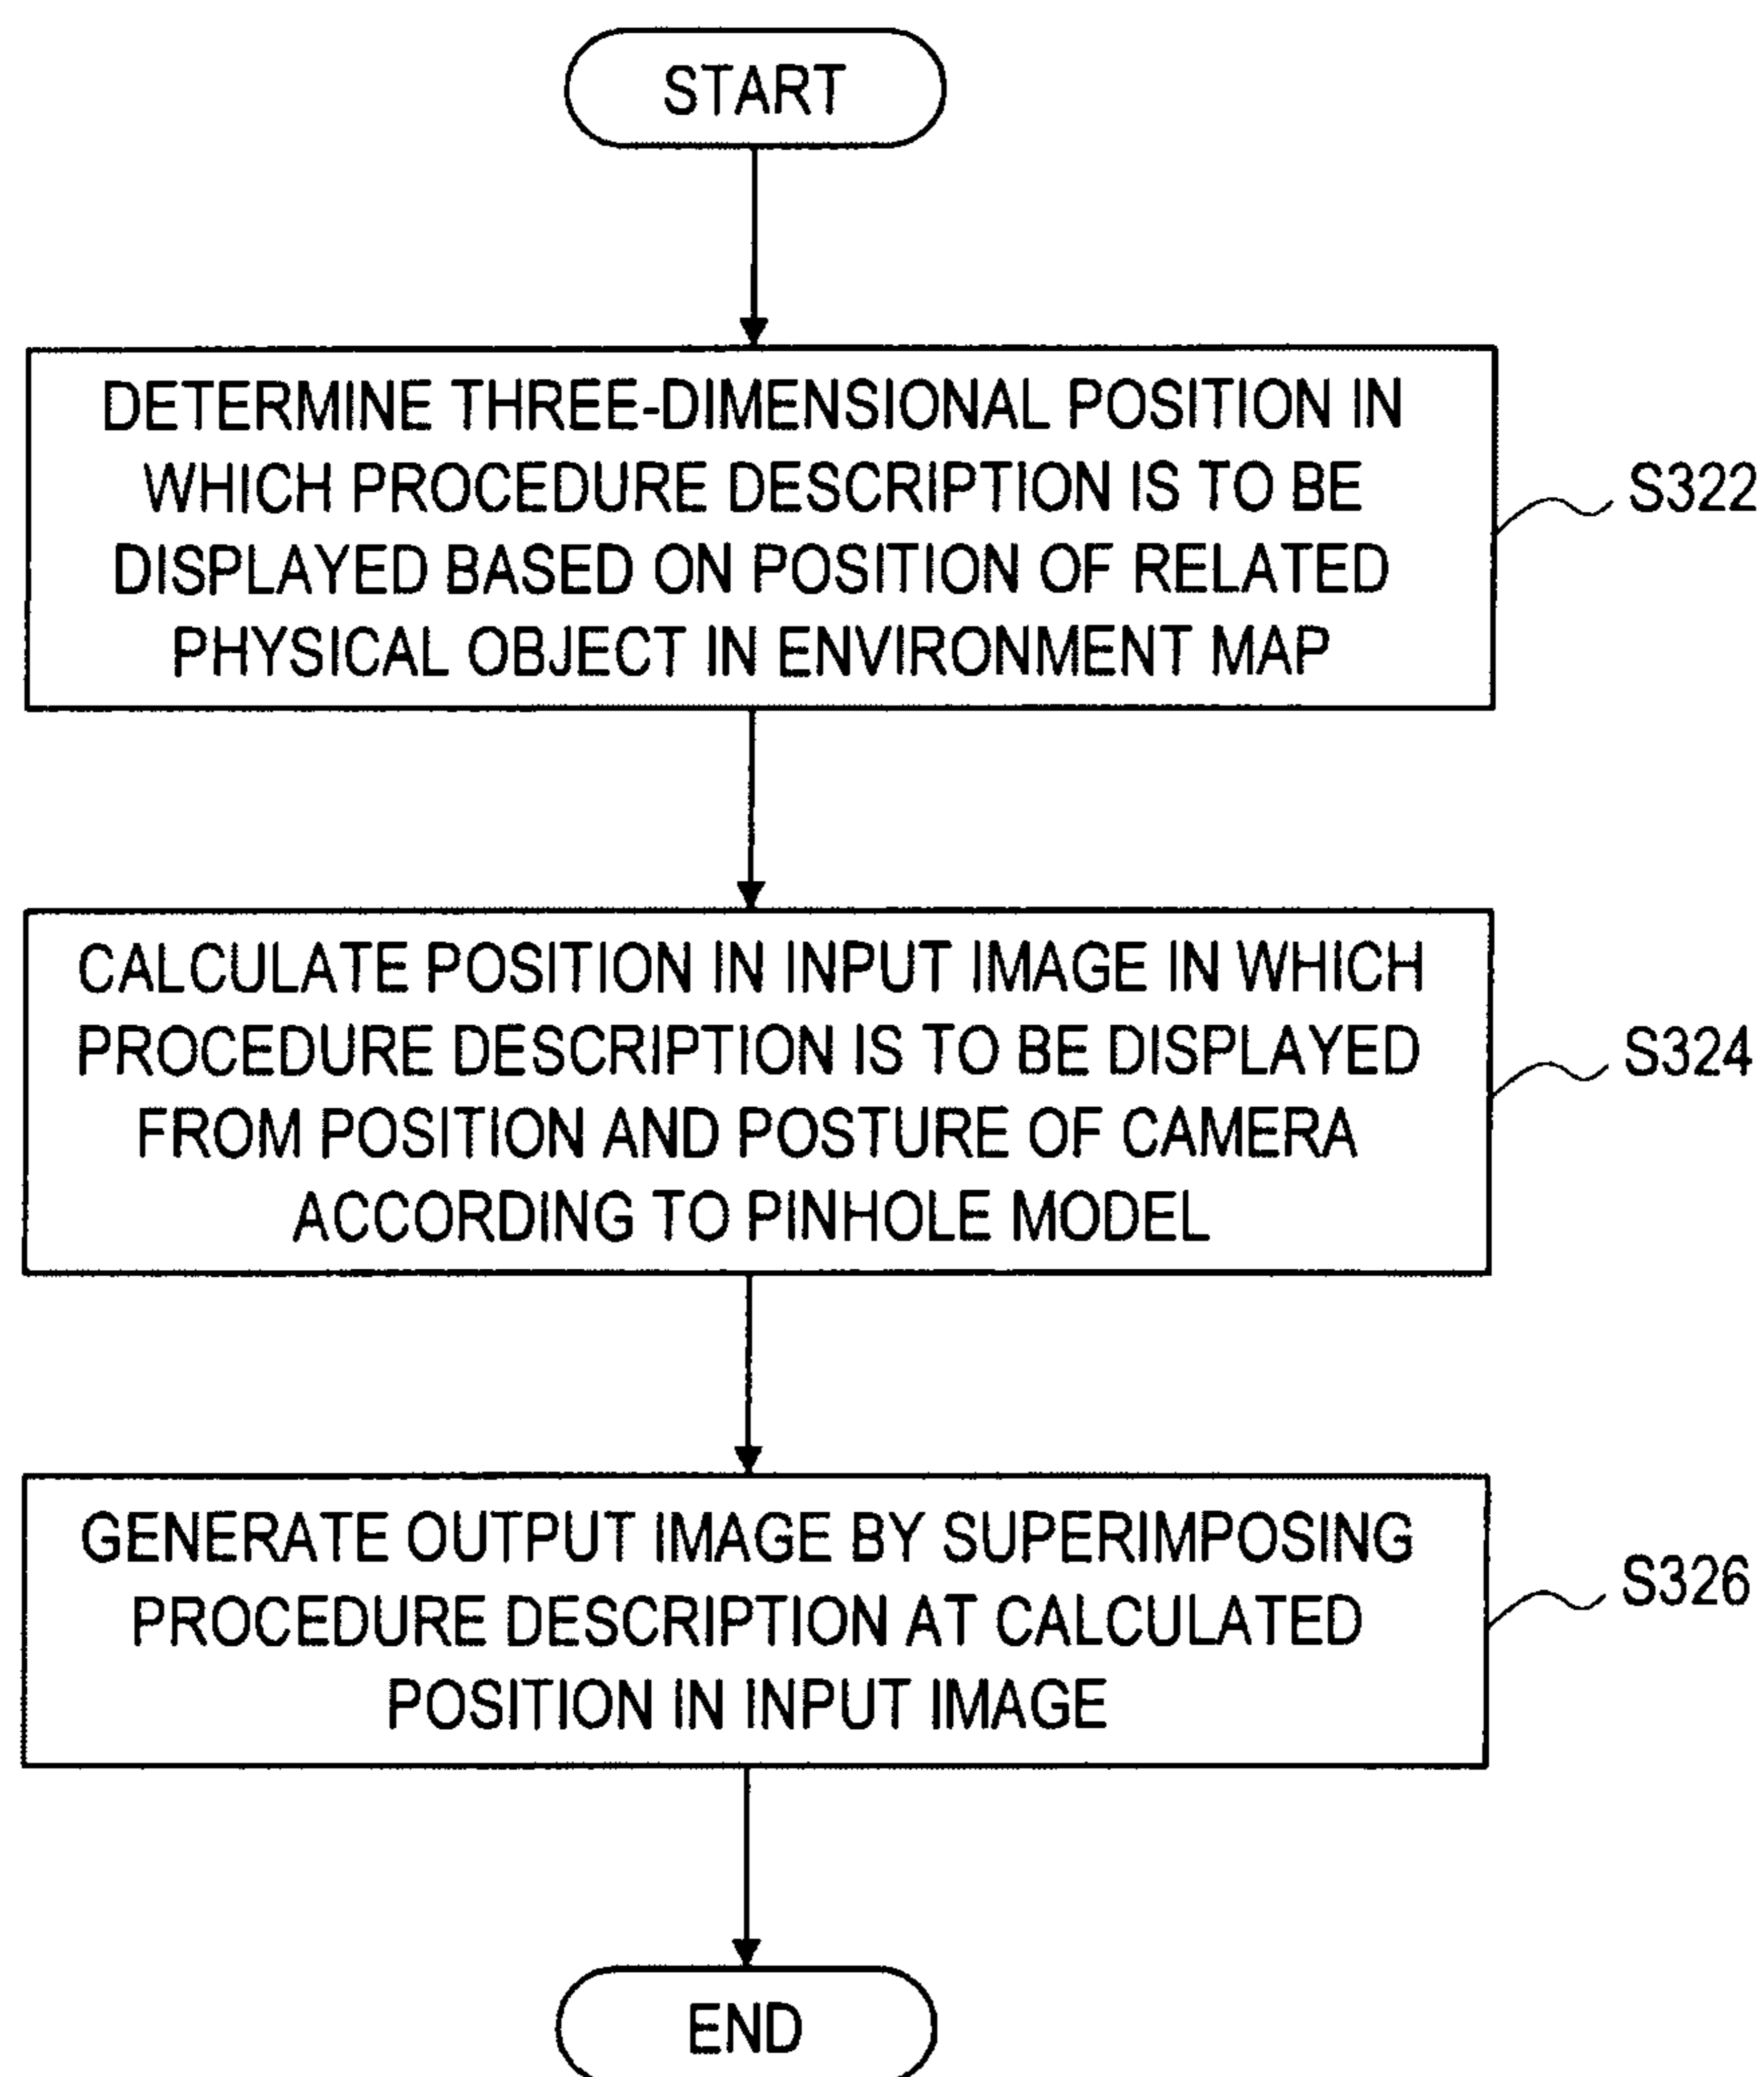 START
DETERMINE THREE-DIMENSIONAL POSITION IN
WHICH PROCEDURE DESCRIPTION IS TO BE
DISPLAYED BASED ON POSITION OF RELATED
PHYSICAL OBJECT IN ENVIRONMENT MAP
S322
CALCULATE POSITION IN INPUT IMAGE IN WHICH
PROCEDURE DESCRIPTION IS TO BE DISPLAYED
FROM POSITION AND POSTURE OF CAMERA
ACCORDING TO PINHOLE MODEL
S324
GENERATE OUTPUT IMAGE BY SUPERIMPOSING
PROCEDURE DESCRIPTION AT CALCULATED
POSITION IN INPUT IMAGE
S326
END